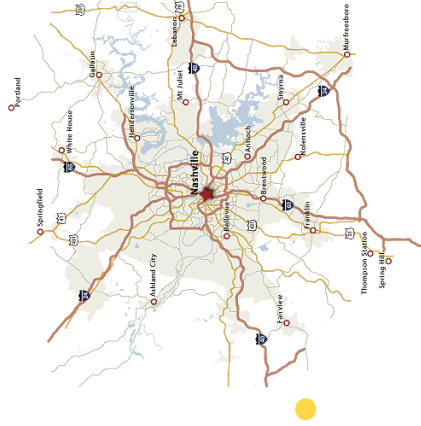 Lebanon
Murfreesboro
Gallatin
Mt Juliet
Smyrna
Portland
Hendersonville
White House
Antioch
Nolensville
Nashville
Brentwood
Springfield
Bellevue
Franklin
Thompson Station
Spring Hill
Ashland City
Fairview